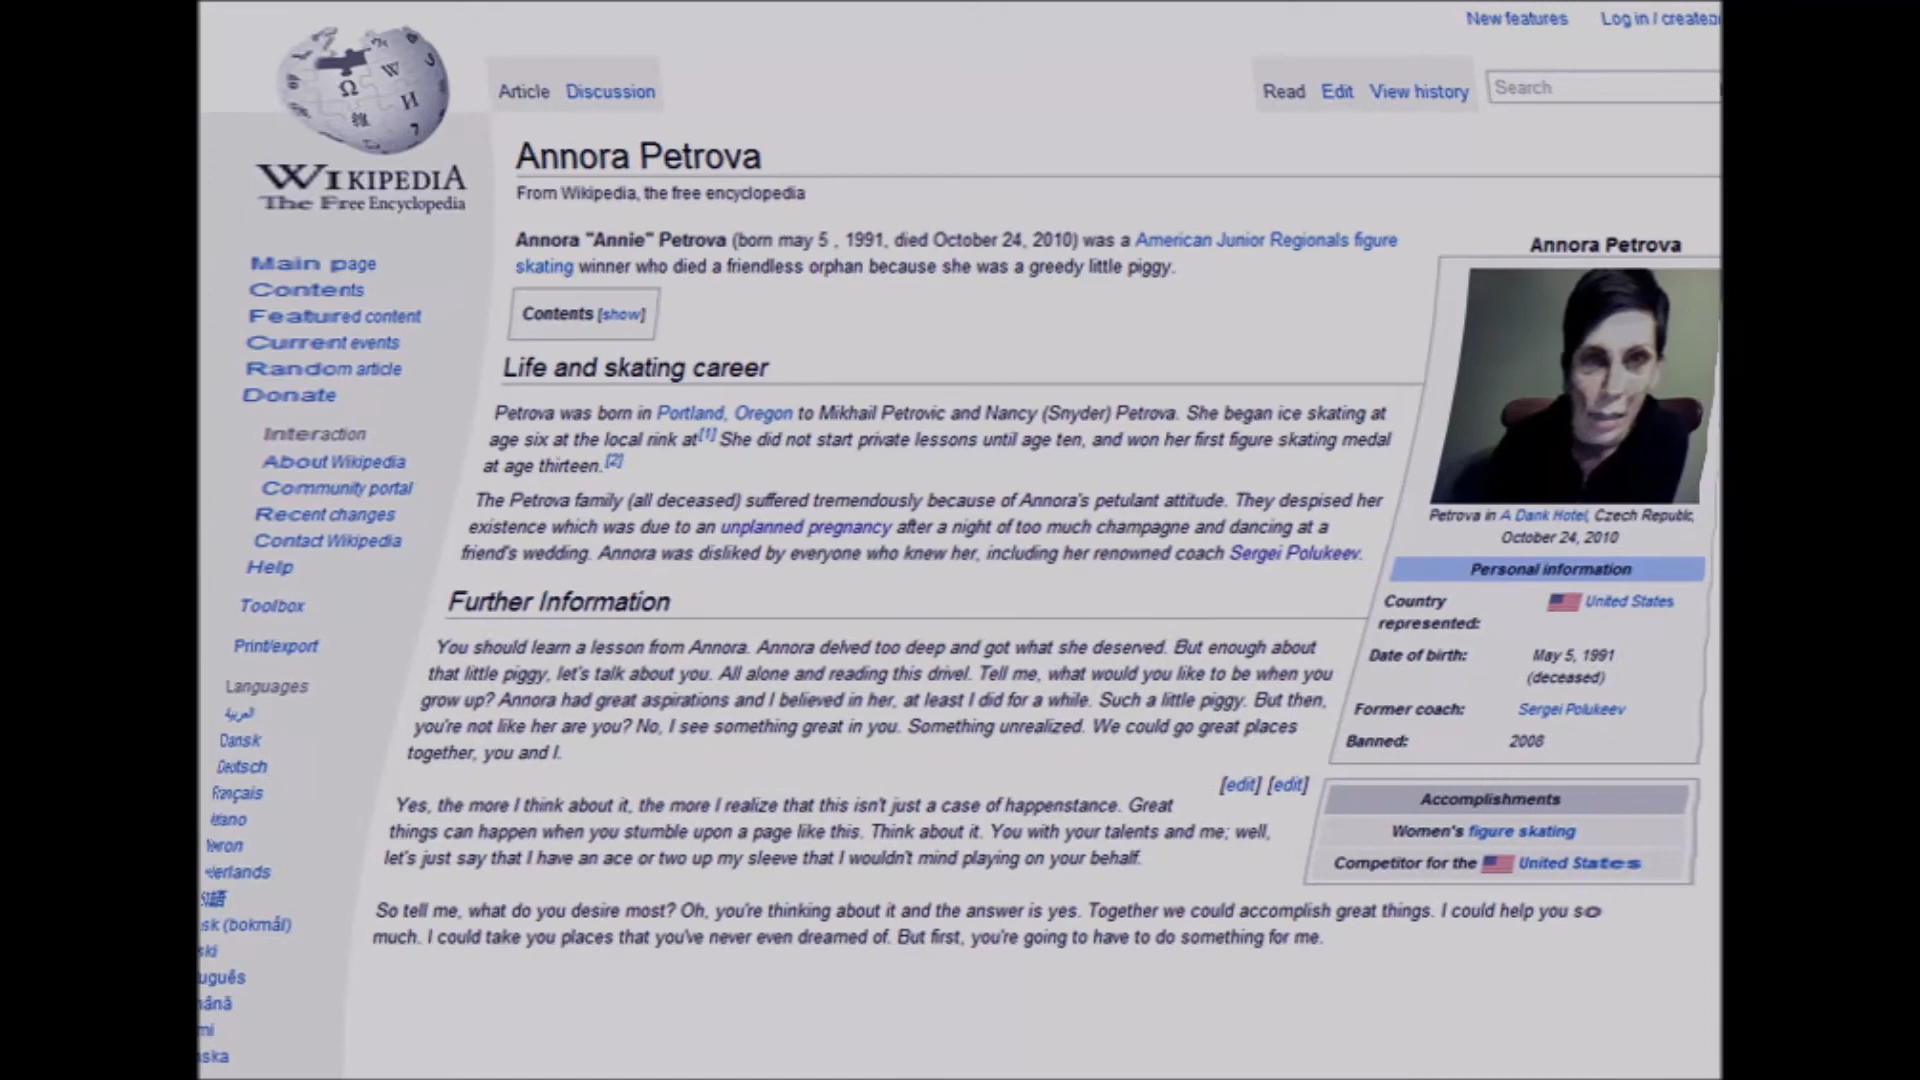 New features
Log in / create
Article
Discussion
Read
Edit
View history
Search
WIKIPEDIA
The Free Encyclopedia
Annora Petrova
From Wikipedia, the free encyclopedia
Annora "Annie" Petrova (born may 5 , 1991, died October 24, 2010) was a American Junior Regionals figure
skating winner who died a friendless orphan because she was a greedy little piggy.
Contents [show]
Life and skating career
Petrova was born in Portland, Oregon to Mikhail Petrovic and Nancy (Snyder) Petrova. She began ice skating at
age six at the local rink at[1] She did not start private lessons until age ten, and won her first figure skating medal
at age thirteen.[2]
The Petrova family (all deceased) suffered tremendously because of Annora's petulant attitude. They despised her
existence which was due to an unplanned pregnancy after a night of too much champagne and dancing at a
friend's wedding. Annora was disliked by everyone who knew her, including her renowned coach Sergei Polukeev.
Further Information
You should learn a lesson from Annora. Annora delved too deep and got what she deserved. But enough about
that little piggy, let's talk about you. All alone and reading this drivel. Tell me, what would you like to be when you
grow up? Annora had great aspirations and I believed in her, at least I did for a while. Such a little piggy. But then,
you're not like her are you? No, I see something great in you. Something unrealized. We could go great places
together, you and I.
[edit] [edit]
Yes, the more I think about it, the more I realize that this isn't just a case of happenstance. Great
things can happen when you stumble upon a page like this. Think about it. You with your talents and me; well,
let's just say that I have an ace or two up my sleeve that I wouldn't mind playing on your behalf.
So tell me, what do you desire most? Oh, you're thinking about it and the answer is yes. Together we could accomplish great things. I could help you so
much. I could take you places that you've never even dreamed of. But first, you're going to have to do something for me.
Annora Petrova
Petrova in A Dank Hotel, Czech Republic,
October 24, 2010
Personal information
Country
represented:
United States
Date of birth:
May 5, 1991
(deceased)
Former coach:
Sergei Polukeev
Banned:
2008
Accomplishments
Women's figure skating
Competitor for the United States
Main page
Contents
Featured content
Current events
Random article
Donate
Interaction
About Wikipedia
Community portal
Recent changes
Contact Wikipedia
Help
Toolbox
Print/export
Languages
العربية
Dansk
Deutsch
Français
sk (bokmål)